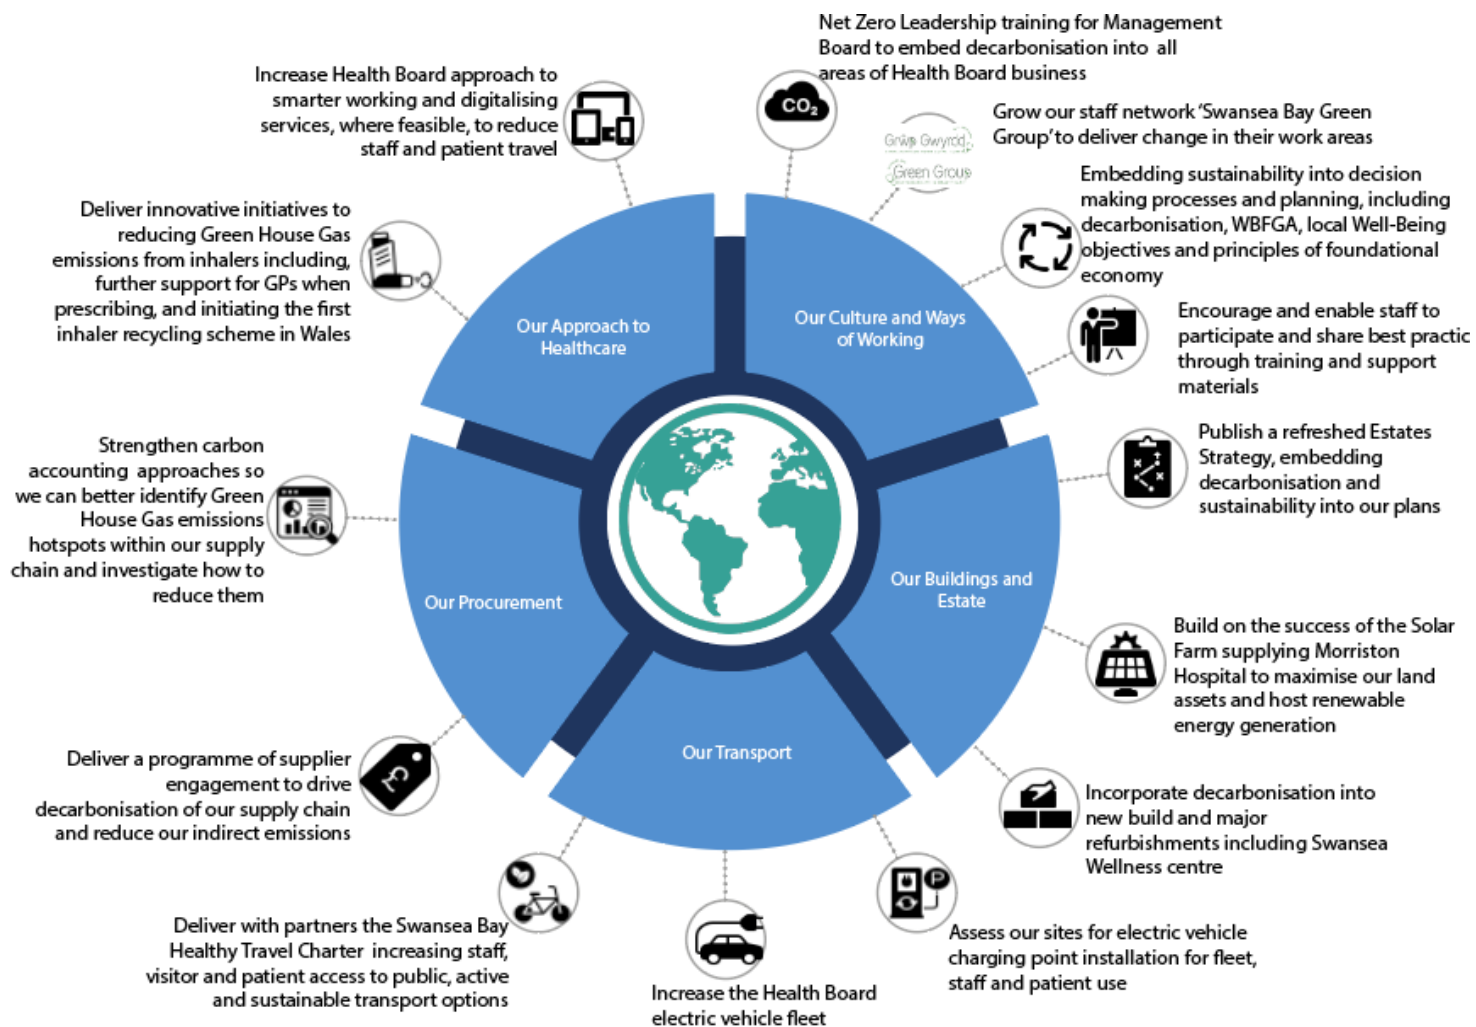 Net Zero Leadership training for Management
Board to embed decarbonisation into all
areas of Health Board business
Grŵp Gwyrdd
Green Group
Grow our staff network ‘Swansea Bay Green
Group’ to deliver change in their work areas
Embedding sustainability into decision
making processes and planning, including
decarbonisation, WBFGA, local Well-Being
objectives and principles of foundational
economy
Encourage and enable staff to
participate and share best practic
through training and support
materials
Publish a refreshed Estates
Strategy, embedding
decarbonisation and
sustainability into our plans
Build on the success of the Solar
Farm supplying Morriston
Hospital to maximise our land
assets and host renewable
energy generation
Incorporate decarbonisation into
new build and major
refurbishments including Swansea
Wellness centre
Assess our sites for electric vehicle
charging point installation for fleet,
staff and patient use
Increase the Health Board
electric vehicle fleet
Deliver with partners the Swansea Bay
Healthy Travel Charter increasing staff,
visitor and patient access to public, active
and sustainable transport options
Deliver a programme of supplier
engagement to drive
decarbonisation of our supply chain
and reduce our indirect emissions
Strengthen carbon
accounting approaches so
we can better identify Green
House Gas emissions
hotspots within our supply
chain and investigate how to
reduce them
Deliver innovative initiatives to
reducing Green House Gas
emissions from inhalers including,
further support for GPs when
prescribing, and initiating the first
inhaler recycling scheme in Wales
Increase Health Board approach to
smarter working and digitalising
services, where feasible, to reduce
staff and patient travel
CO₂
Our Approach to
Healthcare
Our Culture and Ways
of Working
Our Buildings and
Estate
Our Transport
Our Procurement
£
P